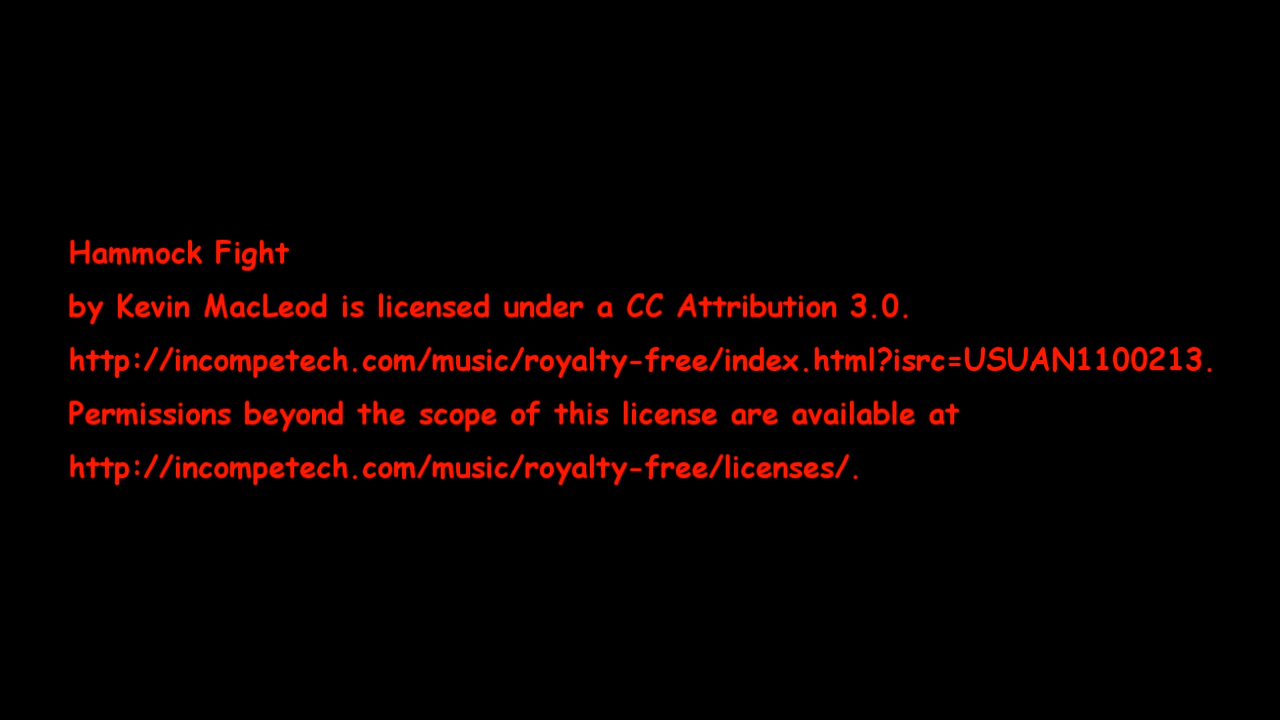 Hammock Fight
by Kevin MacLeod is licensed under a CC Attribution 3.0.
http://incompetech.com/music/royalty-free/index.html?isrc=USUAN1100213.
Permissions beyond the scope of this license are available at
http://incompetech.com/music/royalty-free/licenses/.